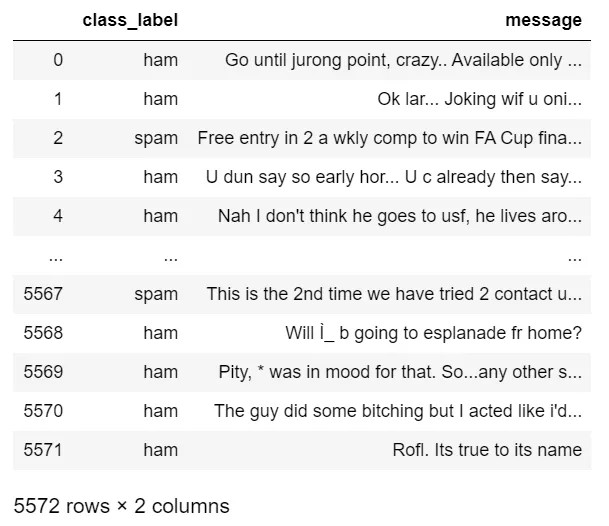 class_label message
0 ham Go until jurong point, crazy.. Available only ...
1 ham Ok lar... Joking wif u oni...
2 spam Free entry in 2 a wkly comp to win FA Cup fina...
3 ham U dun say so early hor... U c already then say...
4 ham Nah I don't think he goes to usf, he lives aro...
... ... ...
5567 spam This is the 2nd time we have tried 2 contact u...
5568 ham Will Ì_ b going to esplanade fr home?
5569 ham Pity, * was in mood for that. So...any other s...
5570 ham The guy did some bitching but I acted like i'd...
5571 ham Rofl. Its true to its name
5572 rows × 2 columns